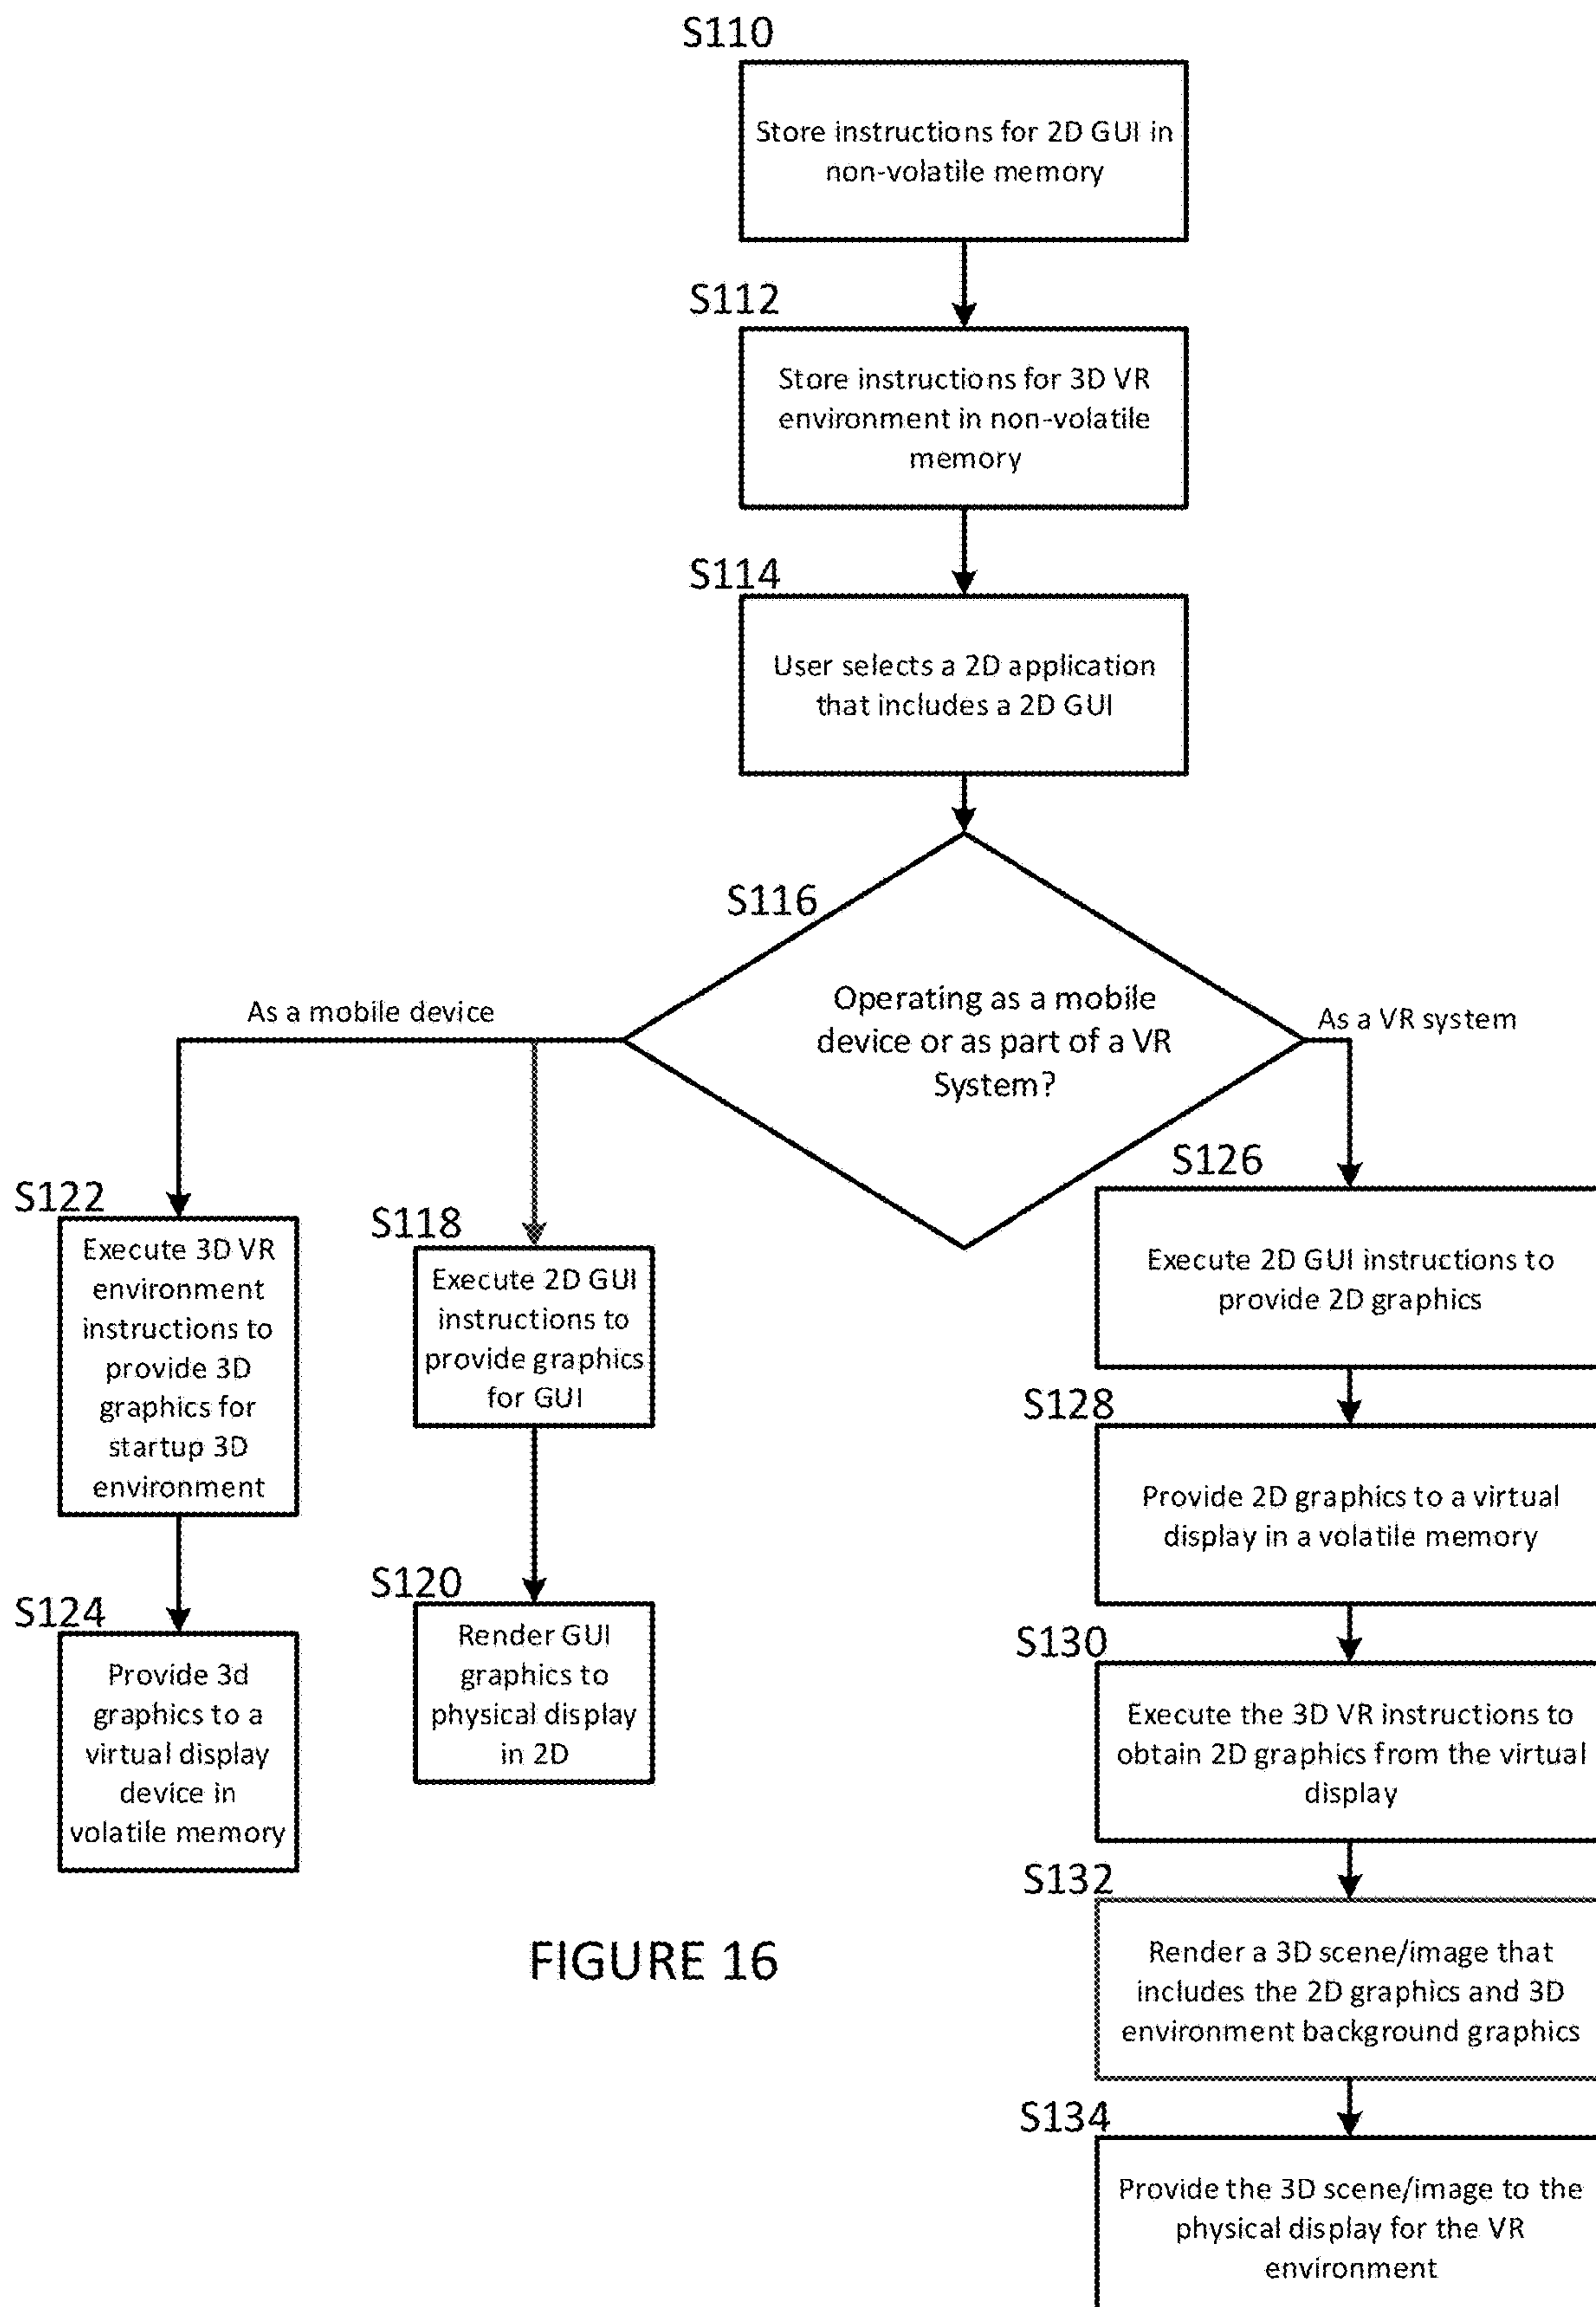 S110
Store instructions for 2D GUI in
non-volatile memory
S112
Store instructions for 3D VR
environment in non-volatile
memory
S114
User selects a 2D application
that includes a 2D GUI
S116
Operating as a mobile
device or as part of a VR
System?
As a mobile device
As a VR system
S122
Execute 3D VR
environment
instructions to
provide 3D
graphics for
startup 3D
environment
S124
Provide 3d
graphics to a
virtual display
device in
volatile memory
S118
Execute 2D GUI
instructions to
provide graphics
for GUI
S120
Render GUI
graphics to
physical display
in 2D
S126
Execute 2D GUI instructions to
provide 2D graphics
S128
Provide 2D graphics to a virtual
display in a volatile memory
S130
Execute the 3D VR instructions to
obtain 2D graphics from the virtual
display
S132
Render a 3D scene/image that
includes the 2D graphics and 3D
environment background graphics
S134
Provide the 3D scene/image to the
physical display for the VR
environment
FIGURE 16